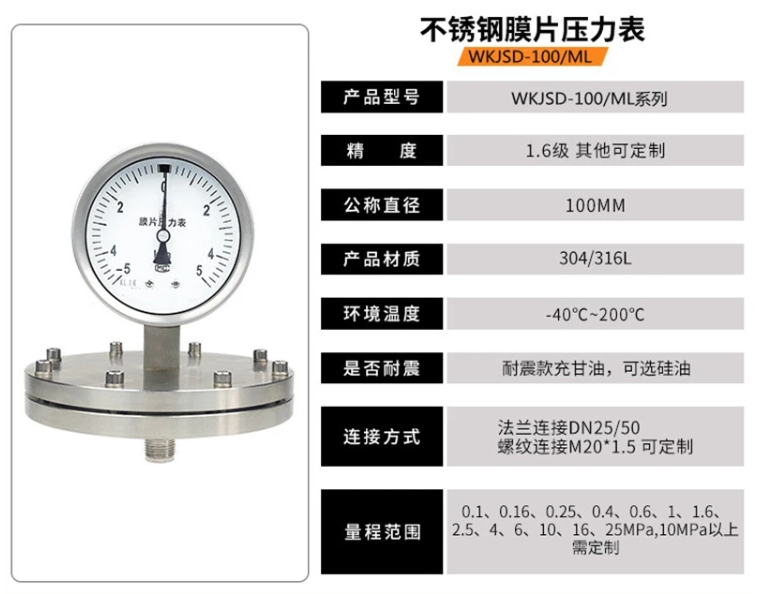 不锈钢膜片压力表
WKJSD-100/ML
产品型号 WKJSD-100/ML系列
精 度 1.6级 其他可定制
公称直径 100MM
产品材质 304/316L
环境温度 -40℃~200℃
是否耐震 耐震款充甘油，可选硅油
连接方式 法兰连接DN25/50
螺纹连接M20*1.5 可定制
量程范围 0.1、0.16、0.25、0.4、0.6、1、1.6、
2.5、4、6、10、16、25MPa,10MPa以上
需定制
0
2 2
膜片压力表
-4 4
-5 5